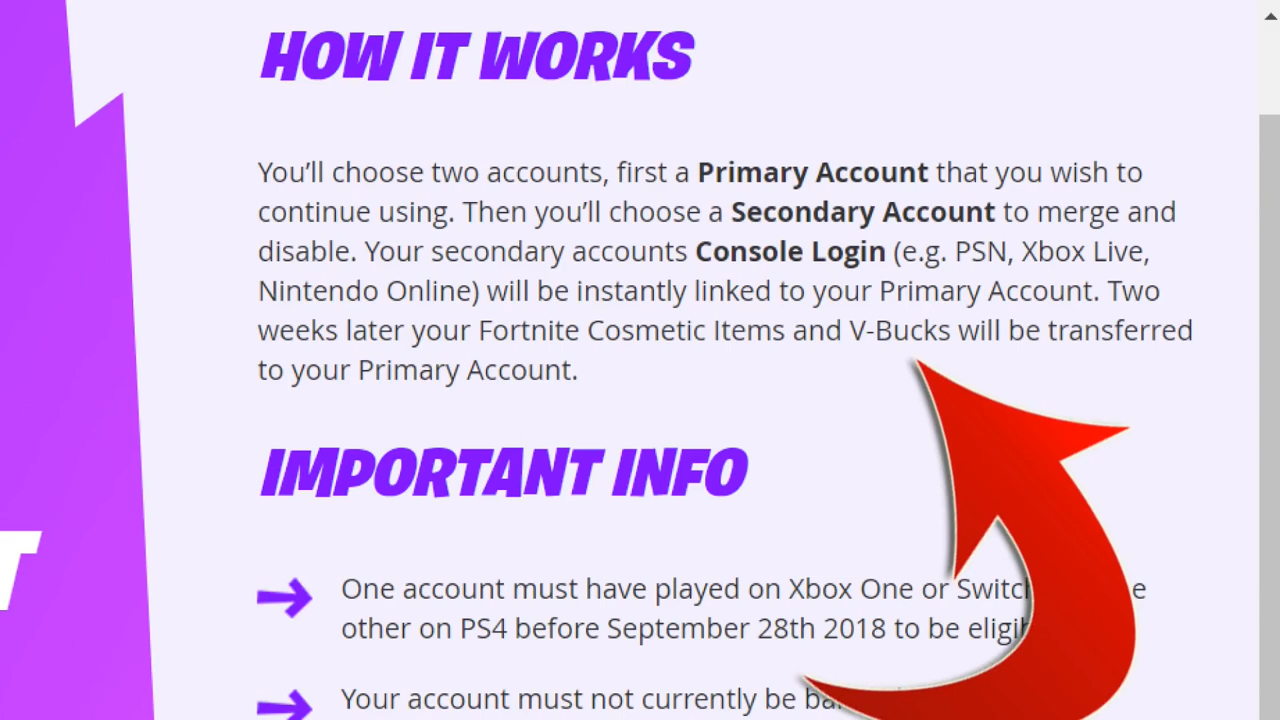 HOW IT WORKS
You'll choose two accounts, first a Primary Account that you wish to
continue using. Then you'll choose a Secondary Account to merge and
disable. Your secondary accounts Console Login (e.g. PSN, Xbox Live,
Nintendo Online) will be instantly linked to your Primary Account. Two
weeks later your Fortnite Cosmetic Items and V-Bucks will be transferred
to your Primary Account.
IMPORTANT INFO
One account must have played on Xbox One or
other on PS4 before September 28th 2018 to be
Your account must not currently be